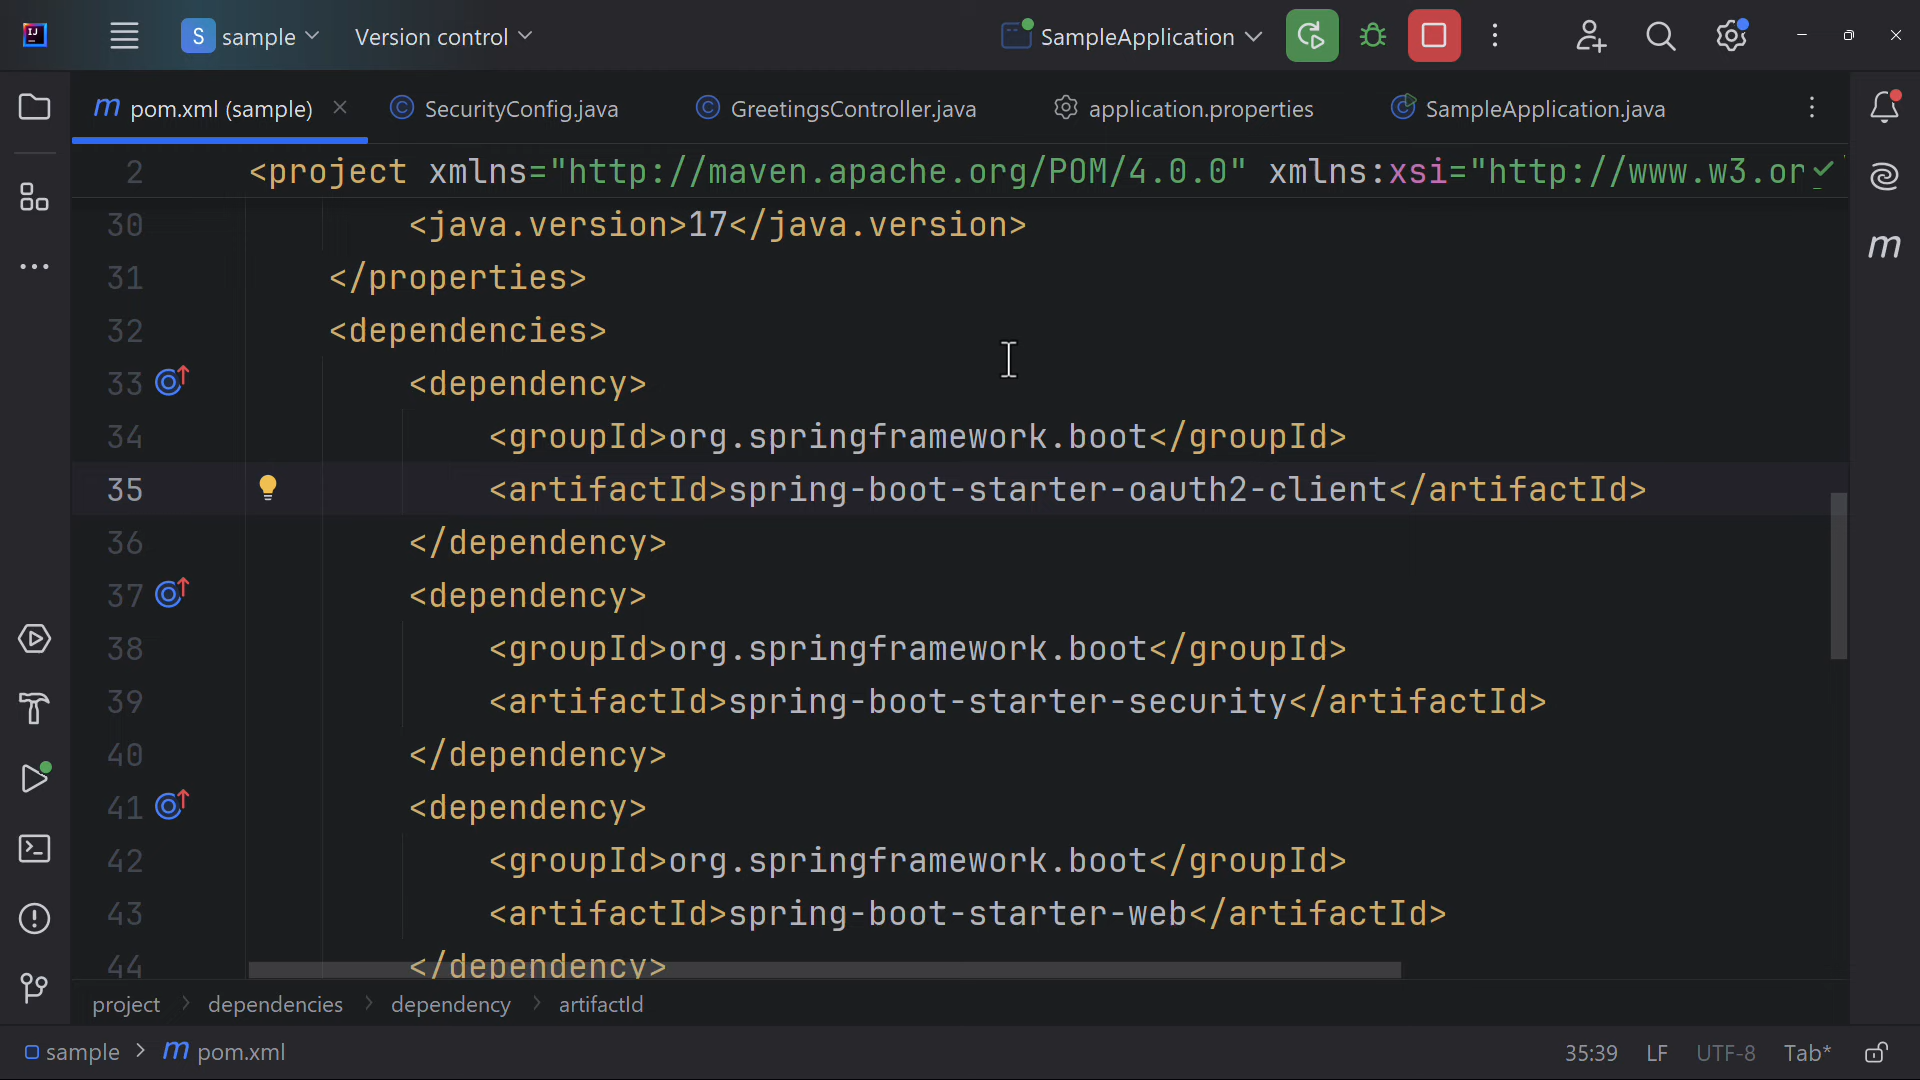 IJ
S sample Version control SampleApplication
pom.xml (sample) SecurityConfig.java GreetingsController.java application.properties SampleApplication.java
2 <project xmlns="http://maven.apache.org/POM/4.0.0" xmlns:xsi="http://www.w3.or
30 <java.version>17</java.version>
31 </properties>
32 <dependencies>
33 <dependency>
34 <groupId>org.springframework.boot</groupId>
35 <artifactId>spring-boot-starter-oauth2-client</artifactId>
36 </dependency>
37 <dependency>
38 <groupId>org.springframework.boot</groupId>
39 <artifactId>spring-boot-starter-security</artifactId>
40 </dependency>
41 <dependency>
42 <groupId>org.springframework.boot</groupId>
43 <artifactId>spring-boot-starter-web</artifactId>
44 </dependency>
project dependencies dependency artifactId
sample pom.xml 35:39 LF UTF-8 Tab*